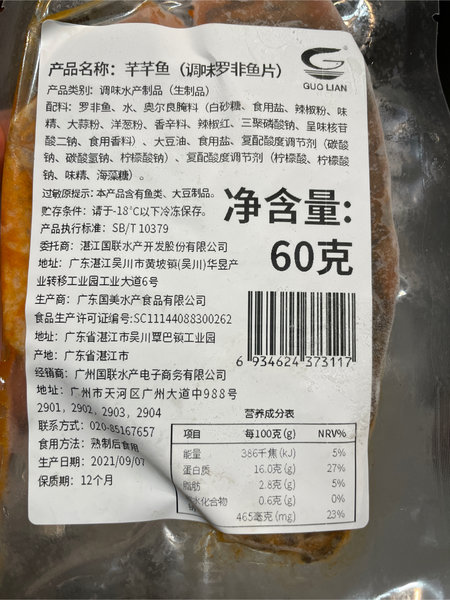 产品名称：芊芊鱼（调味罗非鱼片）
GUO LIAN
产品类别：调味水产制品（生制品）
配料：罗非鱼、水、奥尔良腌料（白砂糖、食用盐、辣椒粉、味
精、大蒜粉、洋葱粉、香辛料、辣椒红、三聚磷酸钠、呈味核苷
酸二钠、食用香料）、大豆油、食用盐、复配酸度调节剂（碳酸
钠、碳酸氢钠、柠檬酸钠）、复配酸度调节剂（柠檬酸、柠檬酸
钠、味精、海藻糖）。
过敏原提示：本产品含有鱼类、大豆制品。
贮存条件：请于-18℃以下冷冻保存。
产品执行标准：SB/T 10379
净含量:
60克
委托商：湛江国联水产开发股份有限公司
地址：广东湛江吴川市黄坡镇(吴川)华昱产
业转移工业园工业大道6号
生产商：广东国美水产食品有限公司
食品生产许可证编号:SC11144088300262
地址：广东省湛江市吴川覃巴镇工业园
产地：广东省湛江市
经销商：广州国联水产电子商务有限公司
地址：广州市天河区广州大道中988号
2901，2902，2903，2904
联系方式：020-85167657
食用方法：熟制后食用
生产日期：2021/09/07
保质期：12个月
6 934624 373117
营养成分表
项目 每100克(g) NRV%
能量 386千焦(kJ) 5%
蛋白质 16.0克(g) 27%
脂肪 2.8克(g) 5%
水化合物 0.6克(g) 0%
465毫克(mg) 23%